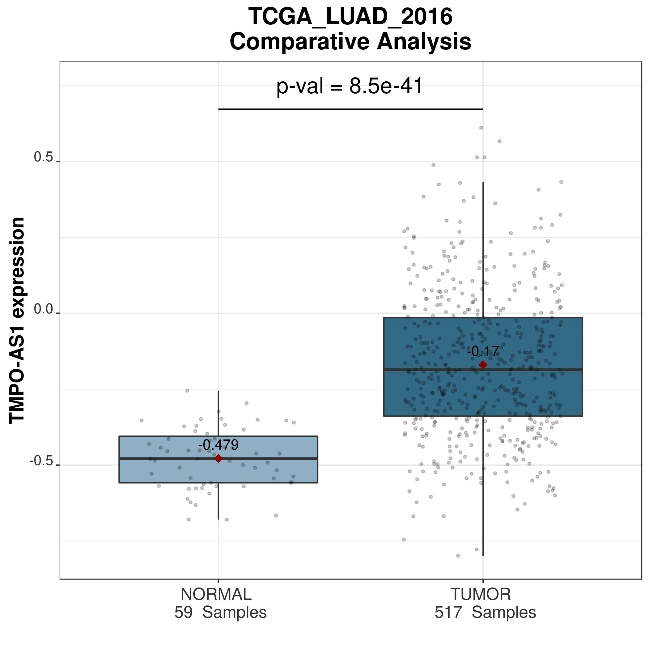 TCGA_LUAD_2016
Comparative Analysis
p-val = 8.5e-41
TMPO-AS1 expression
0.5
0.0
-0.5
-0.17
-0.479
NORMAL
59 Samples
TUMOR
517 Samples